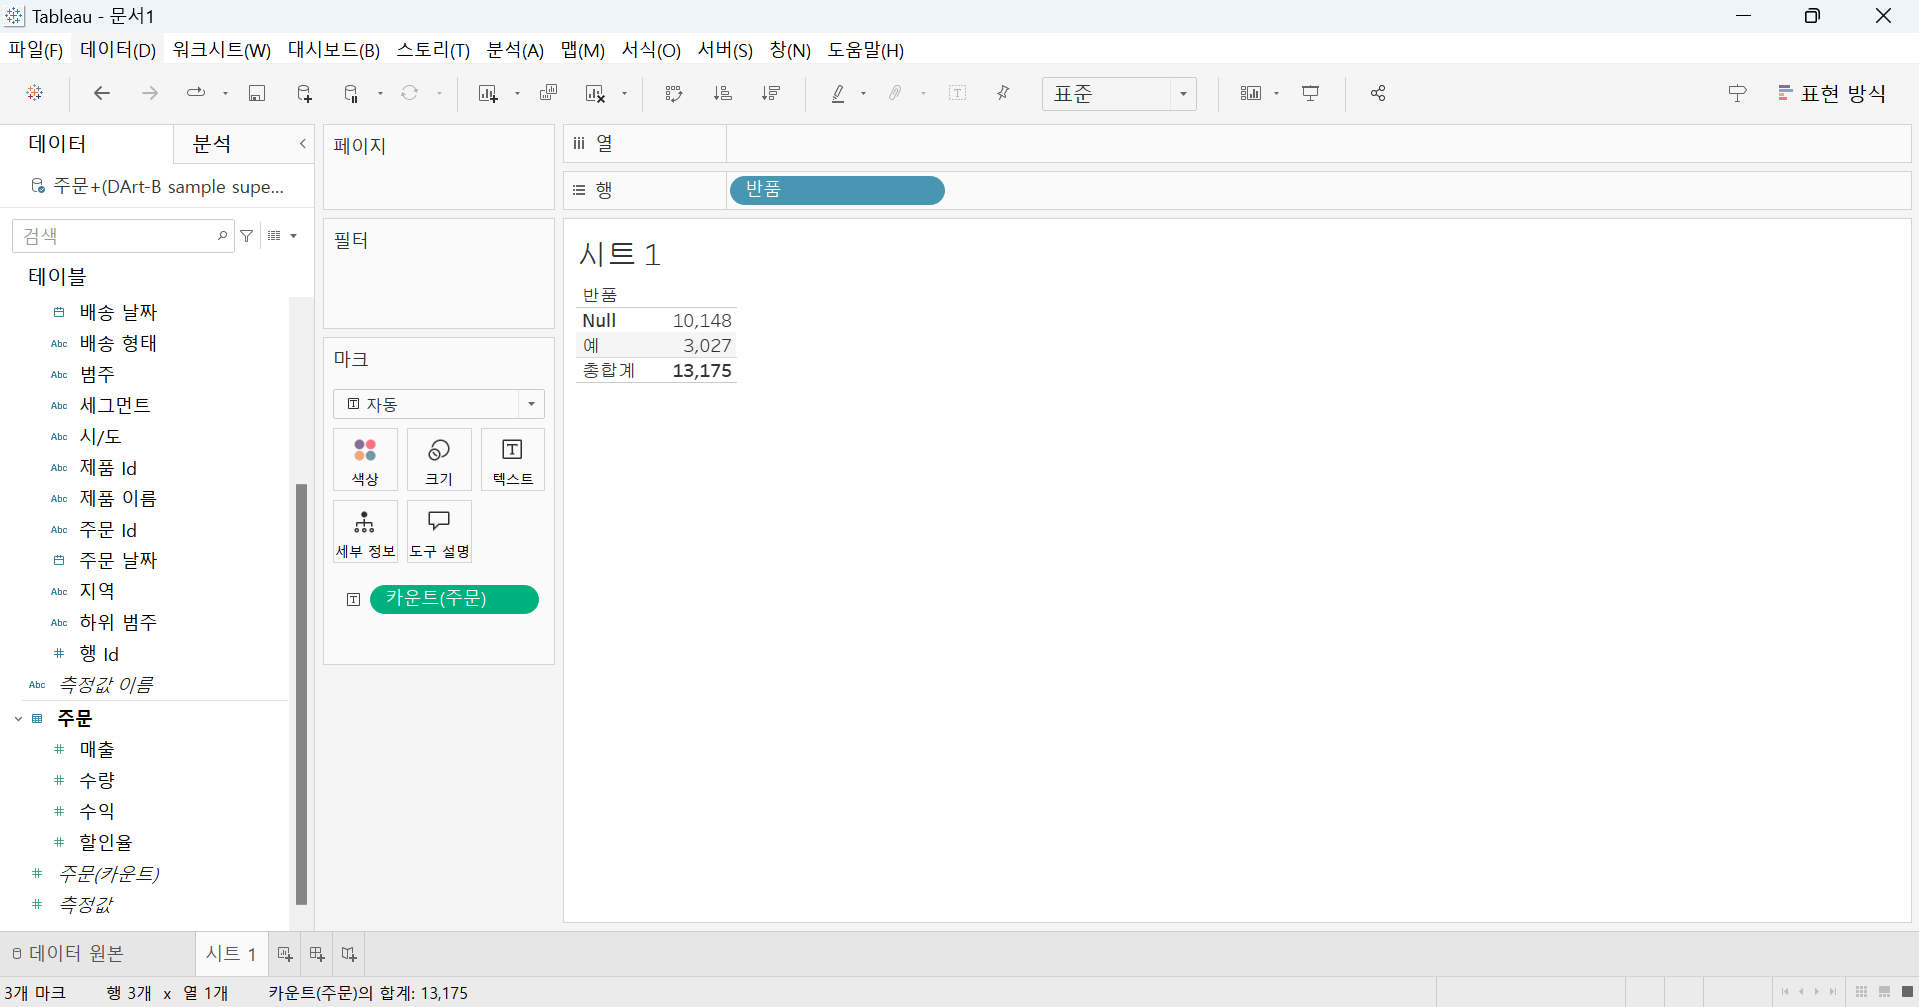 Tableau - 문서1
파일(F) 데이터(D) 워크시트(W) 대시보드(B) 스토리(T) 분석(A) 맵(M) 서식(O) 서버(S) 창(N) 도움말(H)
표준
표현 방식
데이터 분석
주문+(DArt-B sample supe...
검색
테이블
Abc 배송 형태
배송 날짜
Abc 범주
Abc 세그먼트
Abc 시/도
Abc 제품 Id
Abc 제품 이름
Abc 주문 Id
주문 날짜
Abc 지역
Abc 하위 범주
# 행 Id
Abc 측정값 이름
주문
# 매출
# 수량
# 수익
# 할인율
# 주문(카운트)
# 측정값
페이지
필터
마크
자동
색상 크기 텍스트
세부 정보 도구 설명
카운트(주문)
열
행 반품
시트 1
반품
Null 10,148
예 3,027
총합계 13,175
데이터 원본 시트 1
3개 마크 행 3개 x 열 1개 카운트(주문)의 합계: 13,175